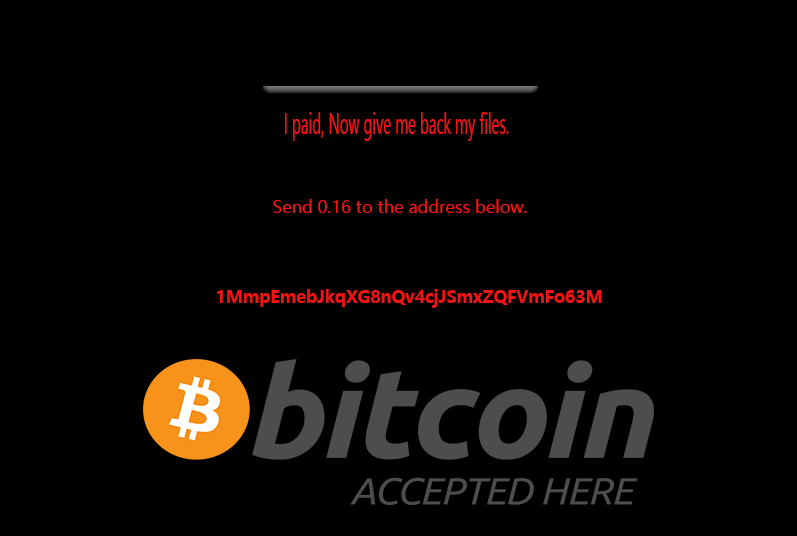 I paid, Now give me back my files.
Send 0.16 to the address below.
1MmpEmebJkqXG8nQv4cjJSmxZQFVmFo63M
bitcoin
ACCEPTED HERE